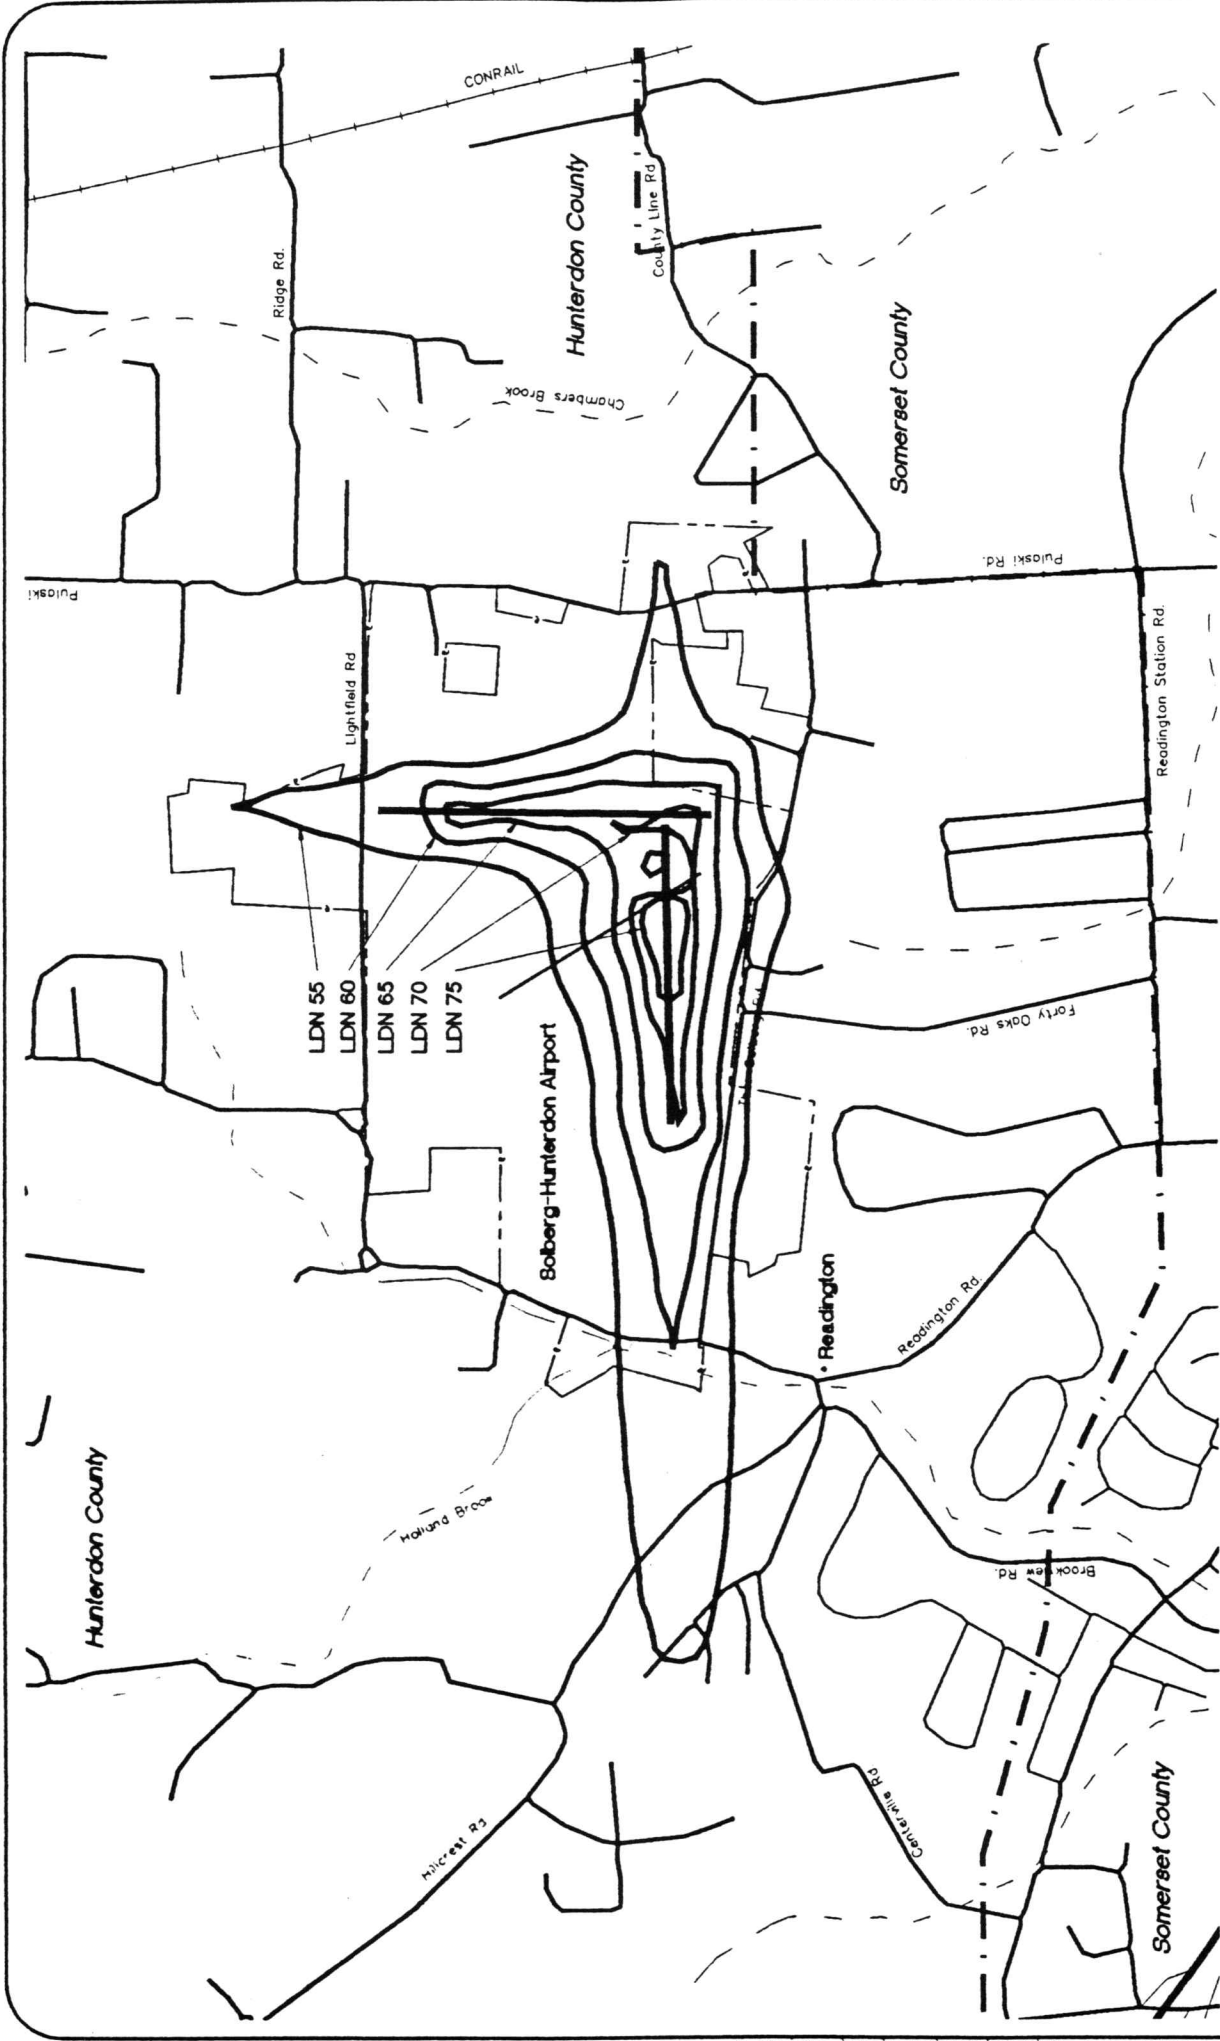 CONRAIL
Ridge Rd.
Hunterdon County
County Line Rd
Chambers Brook
Somerset County
Pulaski
Pulaski Rd.
Lightfield Rd
Readington Station Rd.
LDN 55
LDN 60
LDN 65
LDN 70
LDN 75
Solberg-Hunterdon Airport
Forty Oaks Rd.
Readington
Readington Rd.
Hunterdon County
Holland Brook
Brookview Rd.
Hillcrest Rd
Centerville Rd
Somerset County